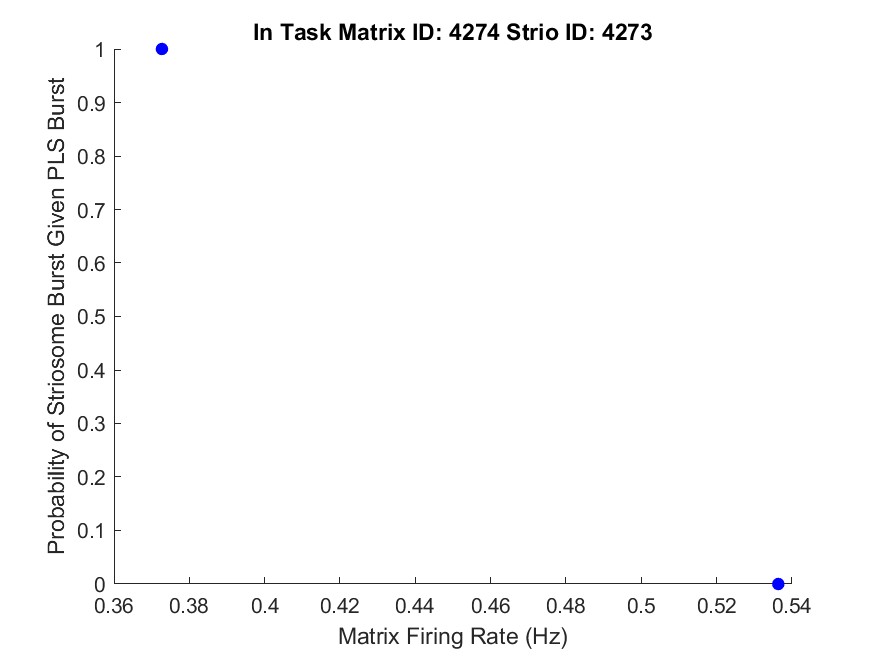 In Task Matrix ID: 4274 Strio ID: 4273
Probability of Striosome Burst Given PLS Burst
1
0.9
0.8
0.7
0.6
0.5
0.4
0.3
0.2
0.1
0
0.36 0.38 0.4 0.42 0.44 0.46 0.48 0.5 0.52 0.54
Matrix Firing Rate (Hz)